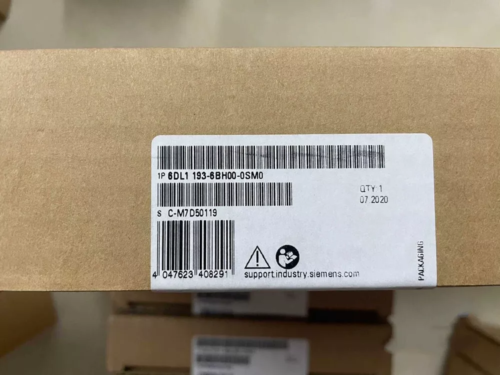 1P 6DL1 193-6BH00-0SM0
QTY:1
07.2020
S C-M7D50119
4 047623 408291
support.industry.siemens.com
PACKAGING